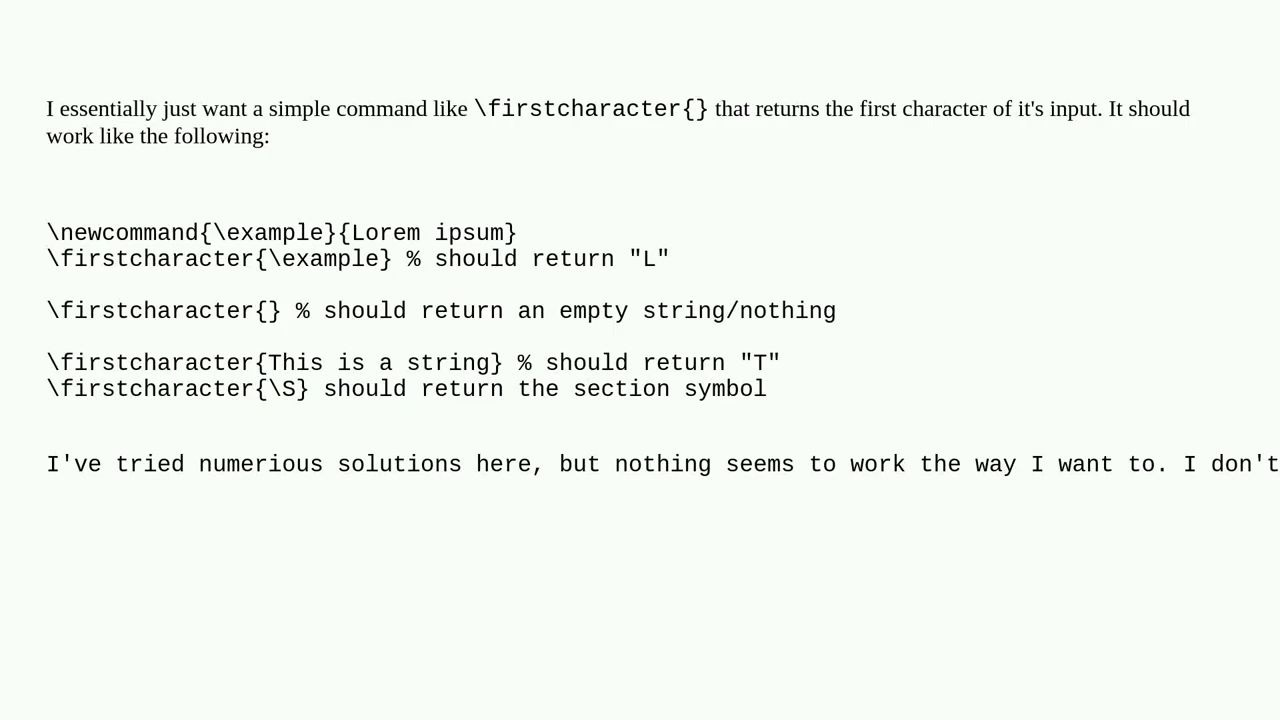 I essentially just want a simple command like \firstcharacter{} that returns the first character of it's input. It should
work like the following:
\newcommand{\example}{Lorem ipsum}
\firstcharacter{\example} % should return "L"
\firstcharacter{} % should return an empty string/nothing
\firstcharacter{This is a string} % should return "T"
\firstcharacter{\S} should return the section symbol
I've tried numerious solutions here, but nothing seems to work the way I want to. I don't